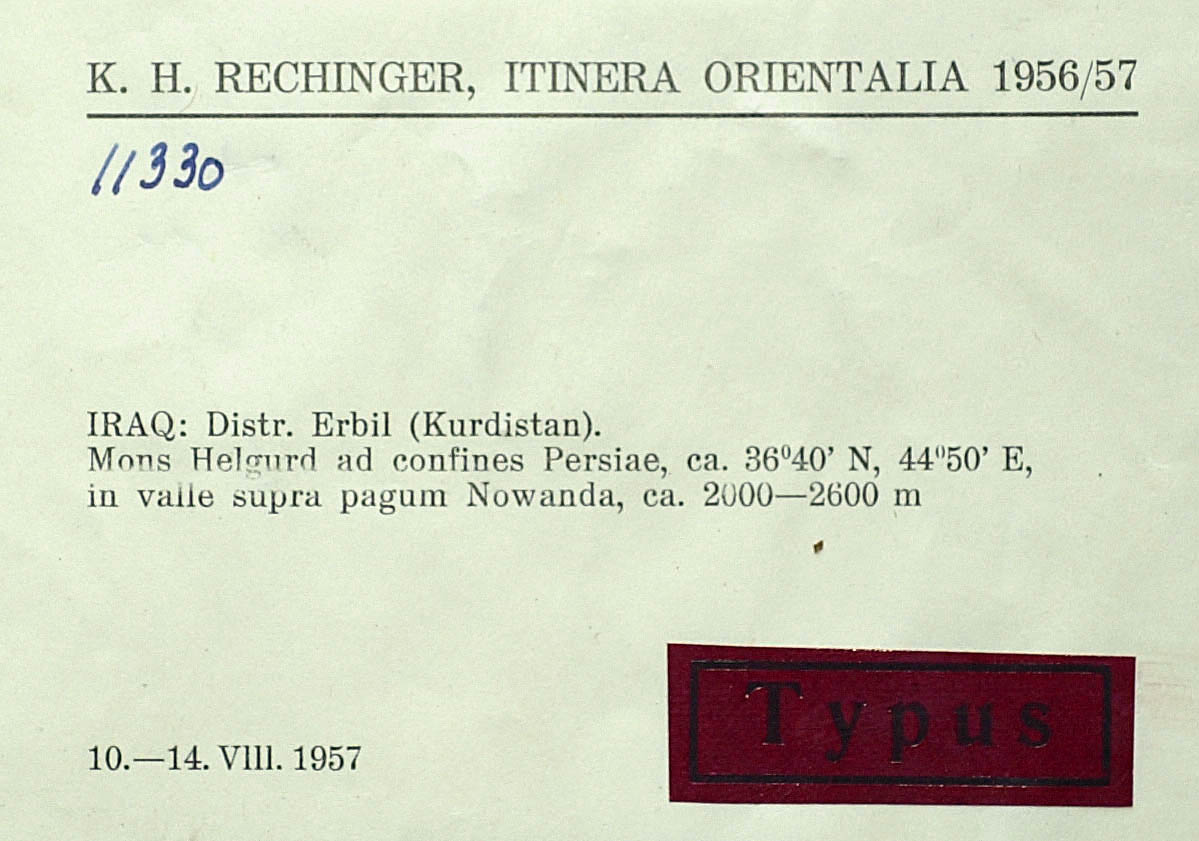 K. H. RECHINGER, ITINERA ORIENTALIA 1956/57
11330
IRAQ: Distr. Erbil (Kurdistan).
Mons Helgurd ad confines Persiae, ca. 36°40' N, 44°50' E,
in valle supra pagum Nowanda, ca. 2000—2600 m
10.—14. VIII. 1957
Typus